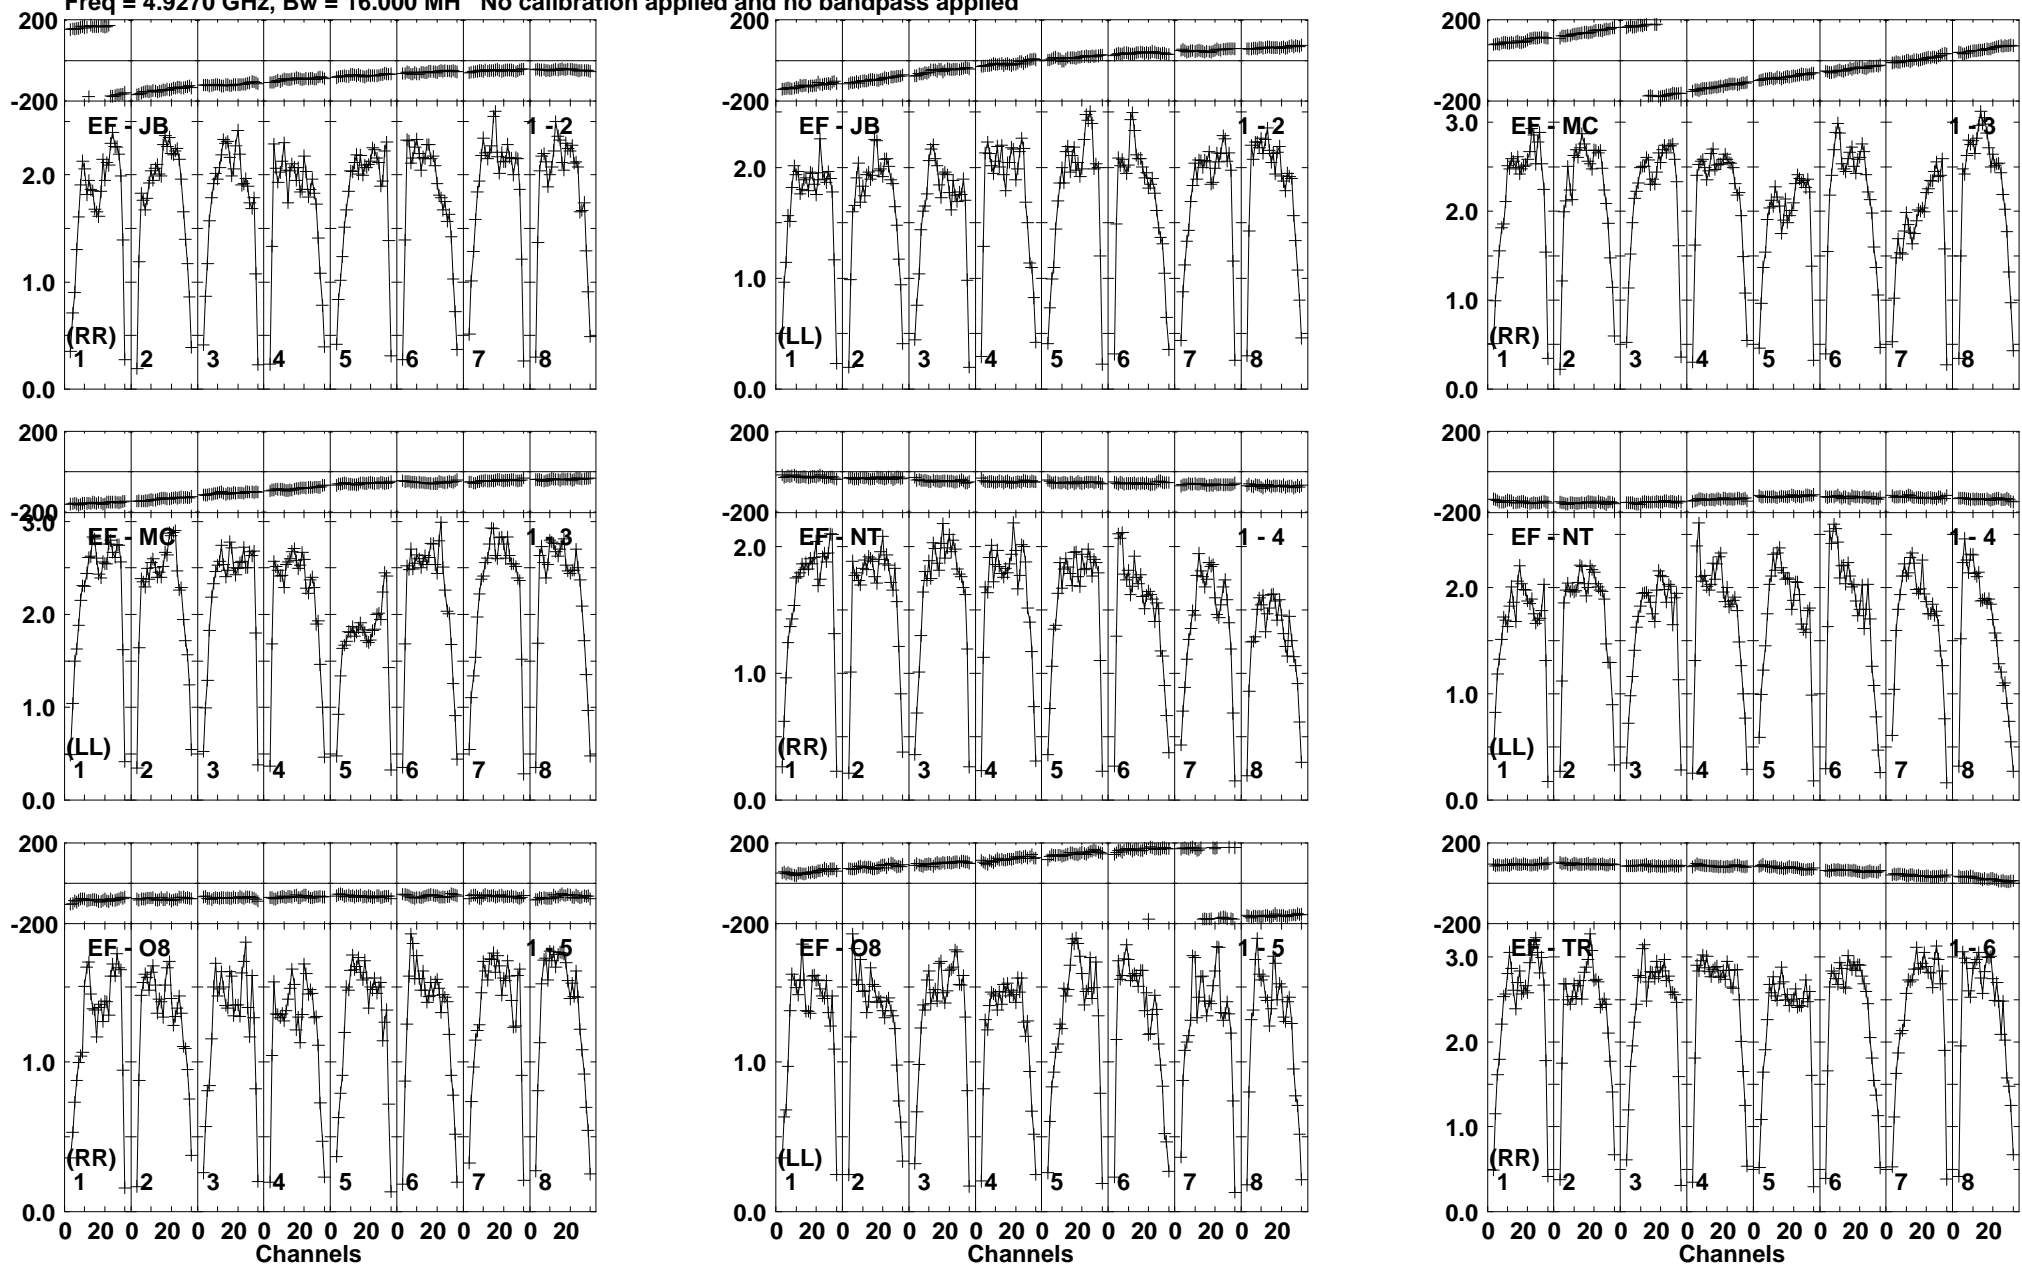 Freq = 4.9270 GHz, Bw = 16.000 MH No calibration applied and no bandpass applied
200 200 200
-200 -200 -200
EF - JB 1 - 2 EF - JB 1 - 2 EF - MC 1 - 3
3.0
2.0 2.0 2.0
1.0 1.0 1.0
(RR) (LL) (RR)
1 2 3 4 5 6 7 8 1 2 3 4 5 6 7 8 1 2 3 4 5 6 7 8
0.0 0.0 0.0
200 200 200
-200 -200 -200
3.0
EF - MC 1 - 3 EF - NT 1 - 4 EF - NT 1 - 4
2.0 2.0 2.0
1.0 1.0 1.0
(LL) (RR) (LL)
1 2 3 4 5 6 7 8 1 2 3 4 5 6 7 8 1 2 3 4 5 6 7 8
0.0 0.0 0.0
200 200 200
-200 -200 -200
EF - O8 1 - 5 EF - O8 1 - 5 EF - TR 1 - 6
3.0
2.0
1.0 1.0 1.0
(RR) (LL) (RR)
1 2 3 4 5 6 7 8 1 2 3 4 5 6 7 8 1 2 3 4 5 6 7 8
0.0 0.0 0.0
0 20 0 20 0 20 0 20 0 20 0 20 0 20 0 20 0 20 0 20 0 20 0 20 0 20 0 20 0 20 0 20 0 20 0 20 0 20 0 20 0 20 0 20 0 20 0 20
Channels Channels Channels